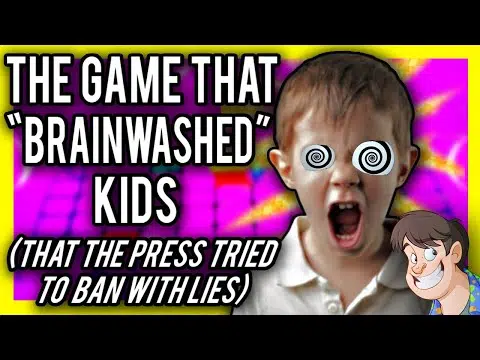 THE GAME THAT
"BRAINWASHED"
KIDS
(THAT THE PRESS TRIED
TO BAN WITH LIES)